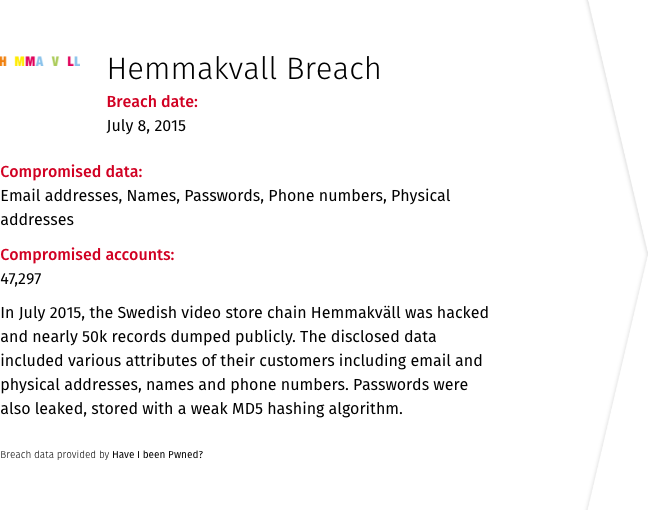 H MMA V LL
Hemmakvall Breach
Breach date:
July 8, 2015
Compromised data:
Email addresses, Names, Passwords, Phone numbers, Physical
addresses
Compromised accounts:
47,297
In July 2015, the Swedish video store chain Hemmakväll was hacked
and nearly 50k records dumped publicly. The disclosed data
included various attributes of their customers including email and
physical addresses, names and phone numbers. Passwords were
also leaked, stored with a weak MD5 hashing algorithm.
Breach data provided by Have I been Pwned?